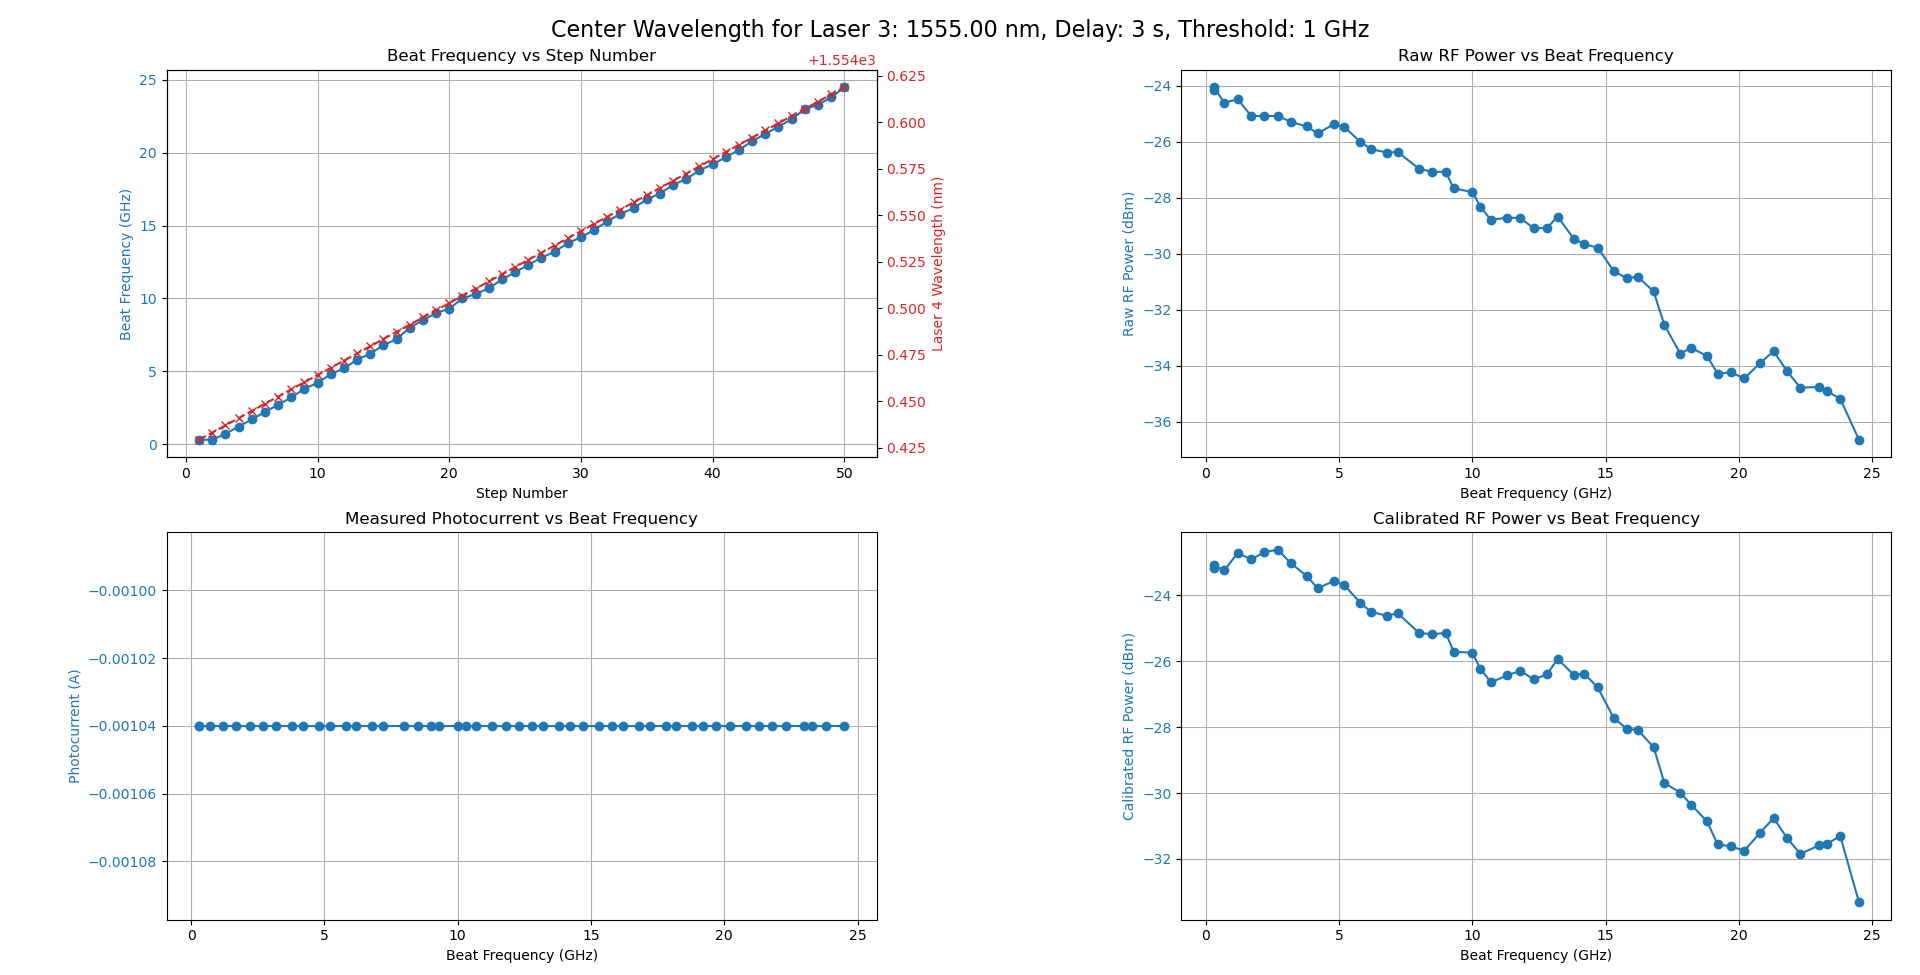 Center Wavelength for Laser 3: 1555.00 nm, Delay: 3 s, Threshold: 1 GHz
Beat Frequency vs Step Number
+1.554e3
25
20
15
10
5
0
Beat Frequency (GHz)
0.625
0.600
0.575
0.550
0.525
0.500
0.475
0.450
0.425
Laser 4 Wavelength (nm)
0 10 20 30 40 50
Step Number
Raw RF Power vs Beat Frequency
−24
−26
−28
−30
−32
−34
−36
Raw RF Power (dBm)
0 5 10 15 20 25
Beat Frequency (GHz)
Measured Photocurrent vs Beat Frequency
−0.00100
−0.00102
−0.00104
−0.00106
−0.00108
Photocurrent (A)
0 5 10 15 20 25
Beat Frequency (GHz)
Calibrated RF Power vs Beat Frequency
−24
−26
−28
−30
−32
Calibrated RF Power (dBm)
0 5 10 15 20 25
Beat Frequency (GHz)